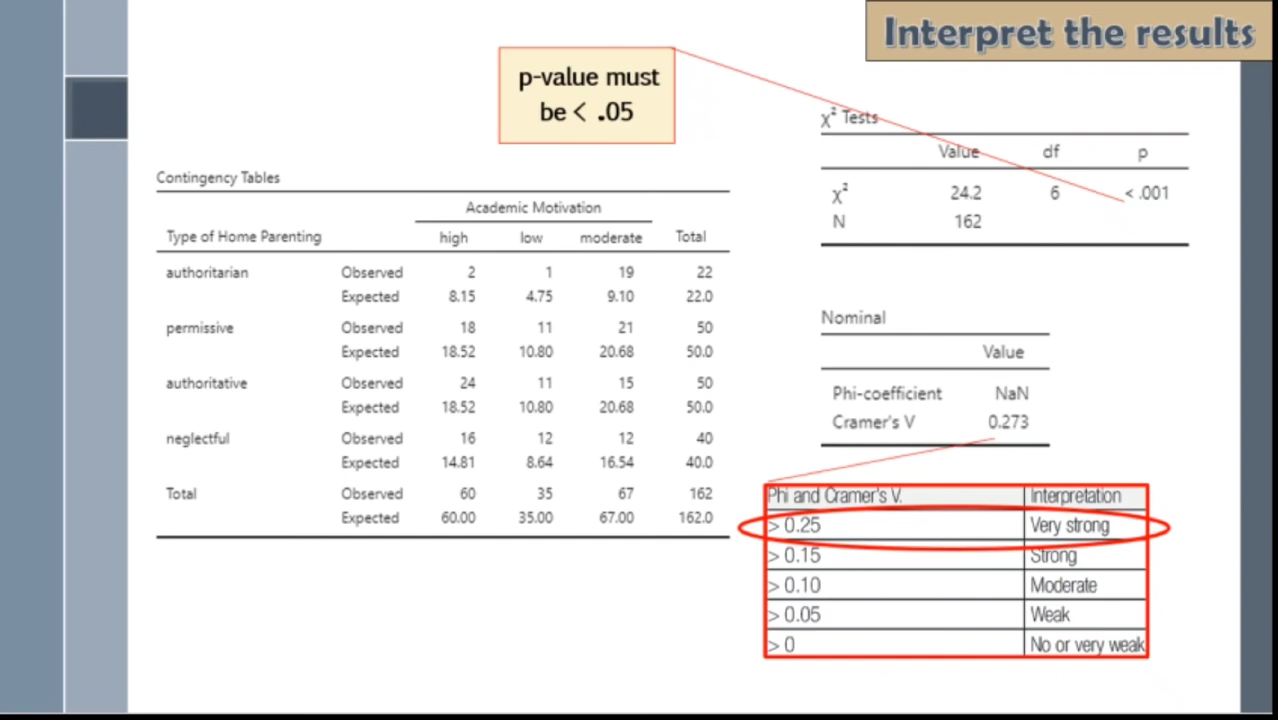 Interpret the results
p-value must
be < .05
Contingency Tables
Academic Motivation
Type of Home Parenting high low moderate Total
authoritarian Observed 2 1 19 22
Expected 8.15 4.75 9.10 22.0
permissive Observed 18 11 21 50
Expected 18.52 10.80 20.68 50.0
authoritative Observed 24 11 15 50
Expected 18.52 10.80 20.68 50.0
neglectful Observed 16 12 12 40
Expected 14.81 8.64 16.54 40.0
Total Observed 60 35 67 162
Expected 60.00 35.00 67.00 162.0
χ² Tests
Value df p
χ² 24.2 6 < .001
N 162
Nominal
Value
Phi-coefficient NaN
Cramer's V 0.273
Phi and Cramer's V. Interpretation
> 0.25 Very strong
> 0.15 Strong
> 0.10 Moderate
> 0.05 Weak
> 0 No or very weak